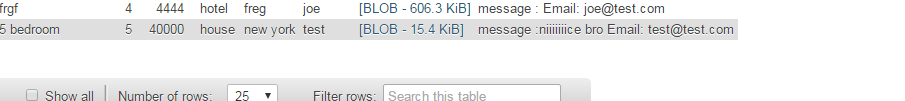 frgf 4 4444 hotel freg joe [BLOB - 606.3 KiB] message : Email: joe@test.com
5 bedroom 5 40000 house new york test [BLOB - 15.4 KiB] message :niiiiiiice bro Email: test@test.com
Show all Number of rows: 25 Filter rows: Search this table